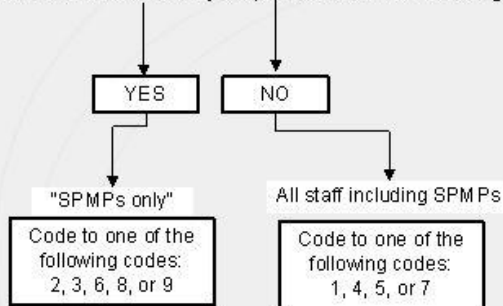 YES
NO
"SPMPs only"
All staff including SPMPs
Code to one of the
following codes:
2, 3, 6, 8, or 9
Code to one of the
following codes:
1, 4, 5, or 7